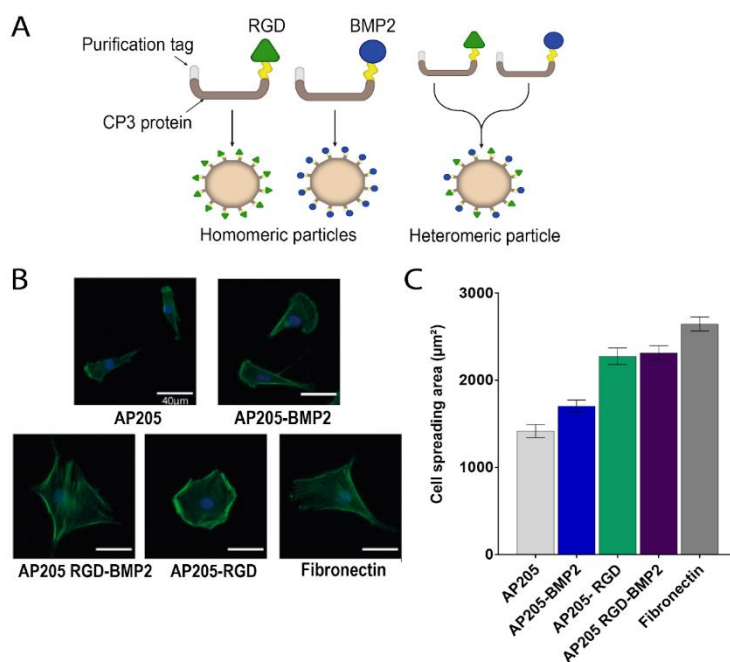 A
RGD
BMP2
Purification tag
CP3 protein
Homomeric particles
Heteromeric particle
B
40µm
AP205
AP205-BMP2
AP205 RGD-BMP2
AP205-RGD
Fibronectin
C
Cell spreading area (µm²)
3000
2000
1000
0
AP205
AP205-BMP2
AP205- RGD
AP205 RGD-BMP2
Fibronectin